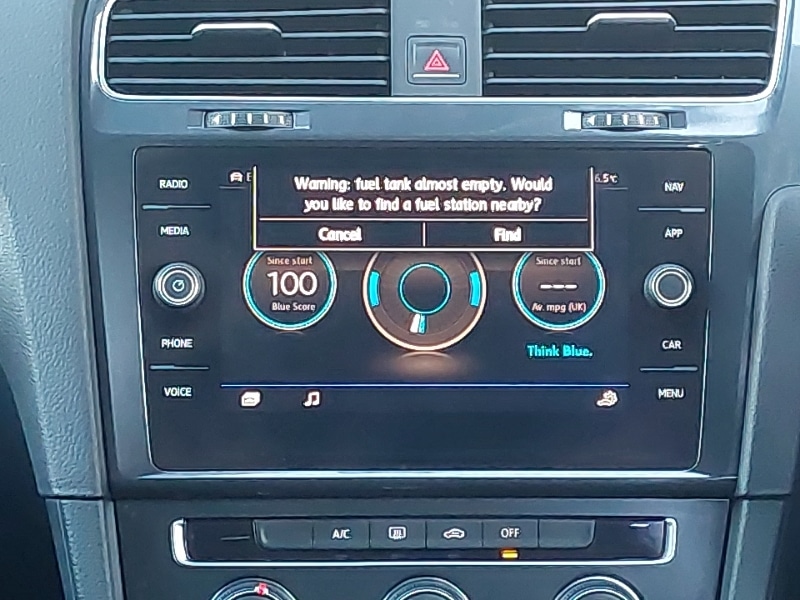 RADIO
MEDIA
PHONE
VOICE
Warning: fuel tank almost empty. Would
you like to find a fuel station nearby?
Cancel
Find
6.5°C
Since start
100
Blue Score
Since start
---
Av. mpg (UK)
Think Blue.
NAV
APP
CAR
MENU
A/C
OFF